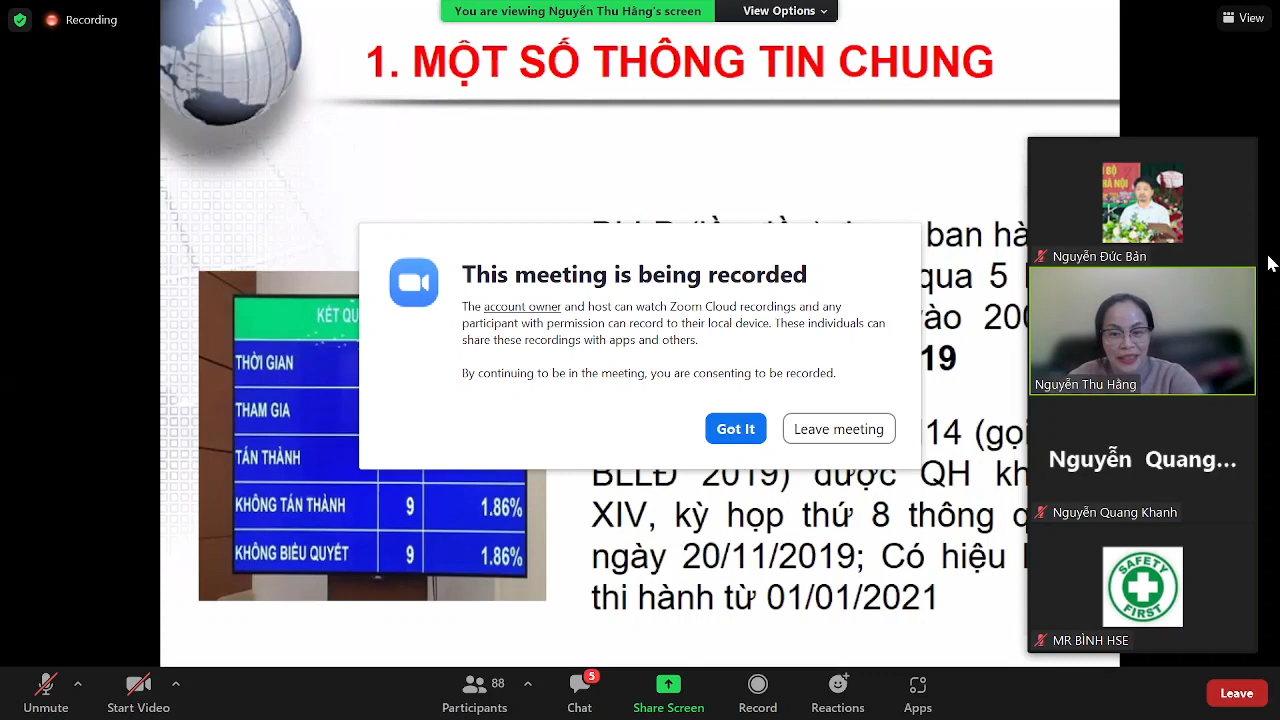 Recording
You are viewing Nguyễn Thu Hằng's screen
View Options
View
1. MỘT SỐ THÔNG TIN CHUNG
ban hà
qua 5
vào 200
19
14 (gọi
BLLĐ 2019) được QH kh
XIV, kỳ họp thứ 8 thông q
ngày 20/11/2019; Có hiệu l
thi hành từ 01/01/2021
KẾT QU
THỜI GIAN
THAM GIA
TÁN THÀNH
KHÔNG TÁN THÀNH 9 1.86%
KHÔNG BIỂU QUYẾT 9 1.86%
This meeting is being recorded
The account owner and host can watch Zoom Cloud recordings and any
participant with permission can record to their local device. These individuals can
share these recordings with apps and others.
By continuing to be in the meeting, you are consenting to be recorded.
Got It
Leave meeting
HÀ NỘI
Nguyễn Đức Bản
Nguyễn Thu Hằng
Nguyễn Quang...
Nguyễn Quang Khanh
SAFETY
FIRST
MR BÌNH HSE
Unmute
Start Video
88
Participants
5
Chat
Share Screen
Record
Reactions
Apps
Leave